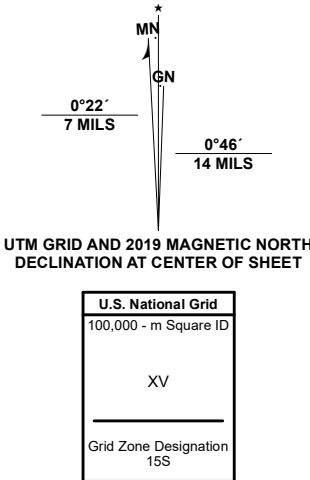 ★
MN
GN
0°22´
7 MILS
0°46´
14 MILS
UTM GRID AND 2019 MAGNETIC NORTH
DECLINATION AT CENTER OF SHEET
U.S. National Grid
100,000 - m Square ID
XV
Grid Zone Designation
15S